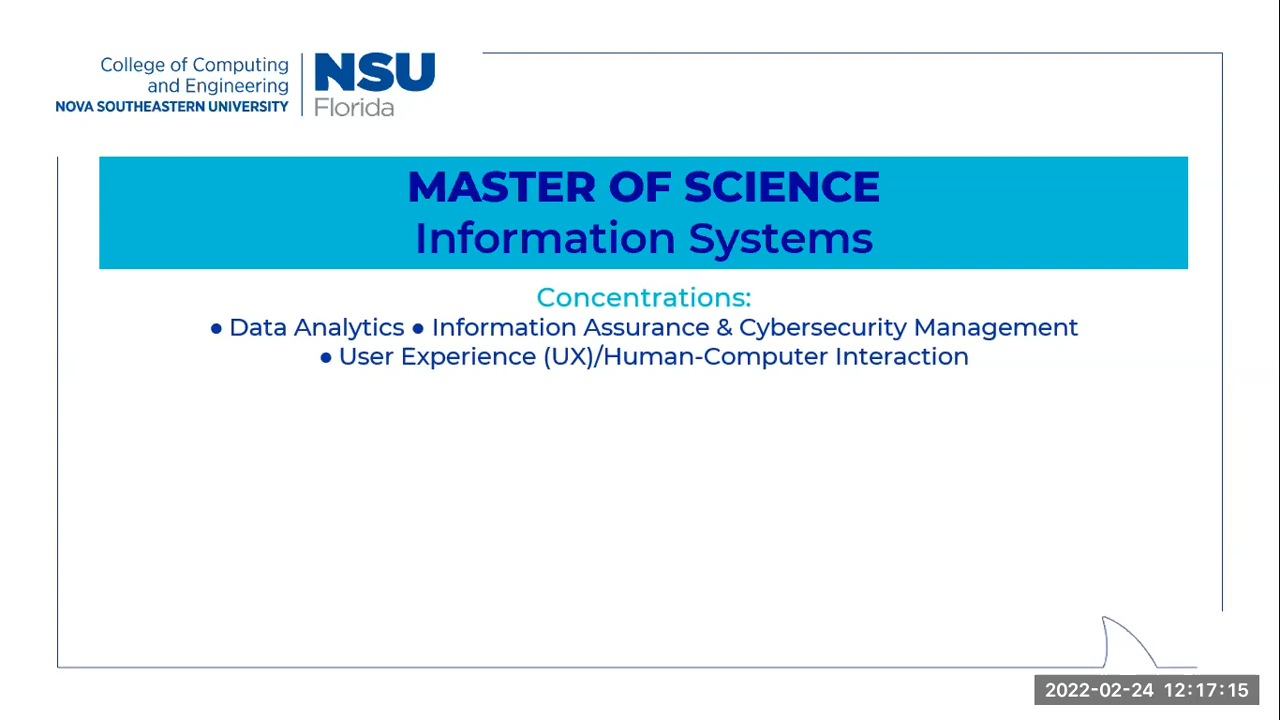 College of Computing
and Engineering
NOVA SOUTHEASTERN UNIVERSITY
NSU
Florida
MASTER OF SCIENCE
Information Systems
Concentrations:
● Data Analytics ● Information Assurance & Cybersecurity Management
● User Experience (UX)/Human-Computer Interaction
2022-02-24 12:17:15